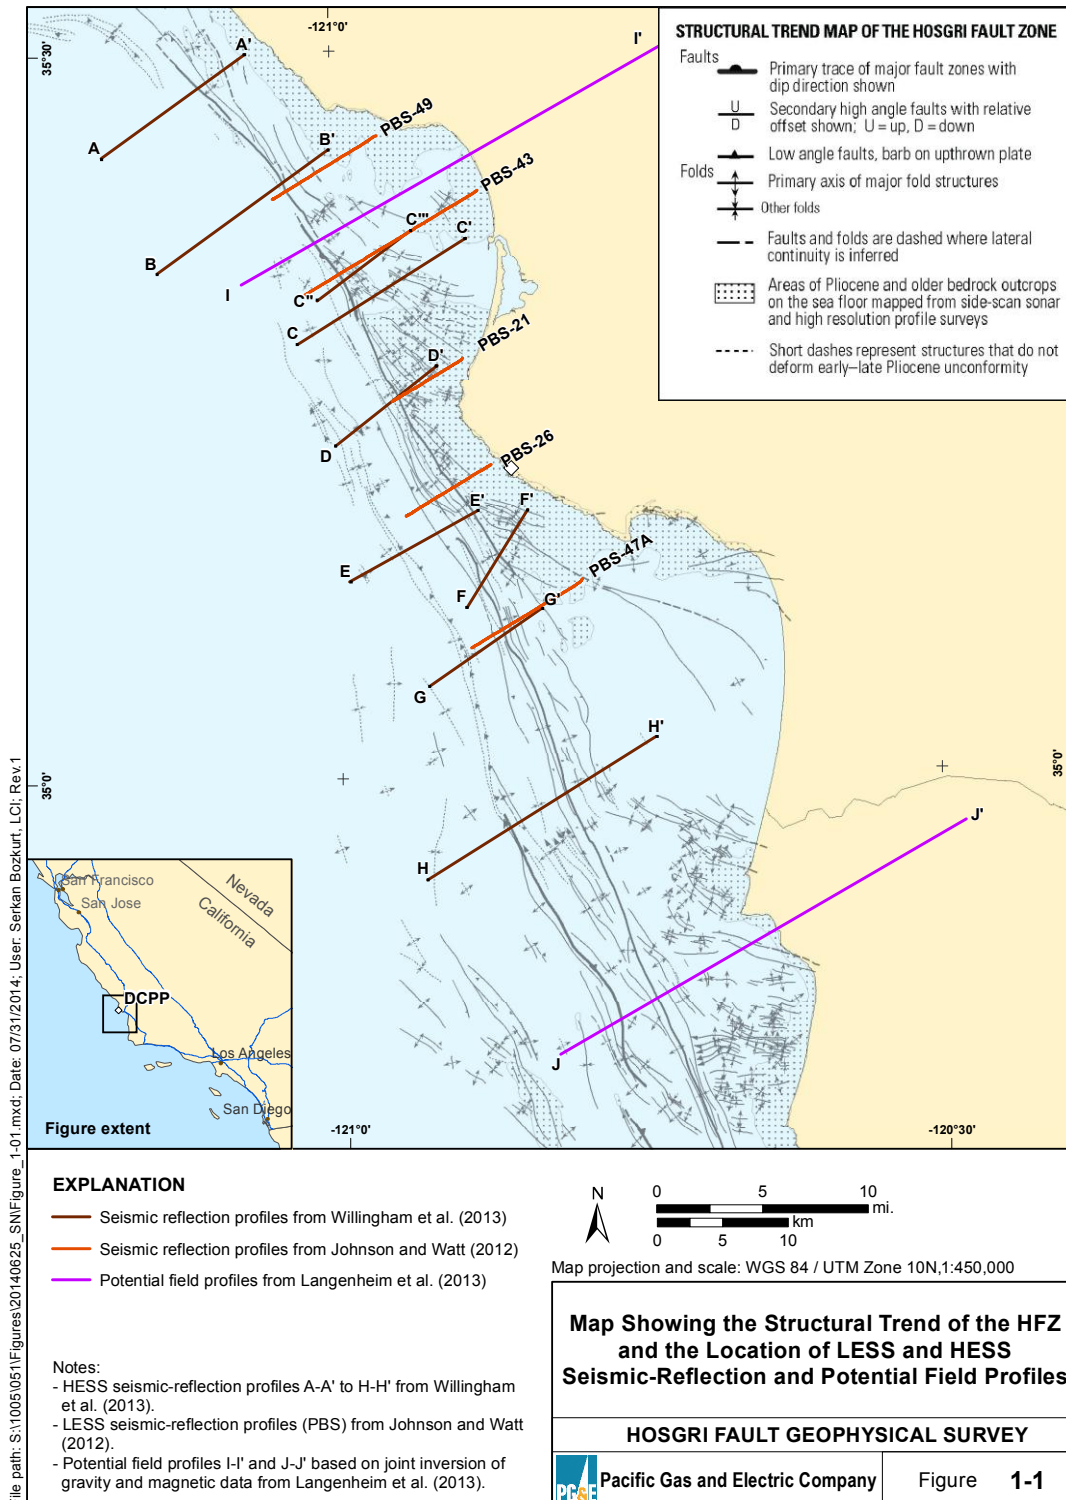 -121°0'
35°30'
A'
A
PBS-49
B'
B
I'
PBS-43
C'''
C'
C''
C
I
PBS-21
D'
D
PBS-26
E'
E
F'
F
PBS-47A
G'
G
H'
H
J'
J
35°0'
35°0'
-121°0'
-120°30'
STRUCTURAL TREND MAP OF THE HOSGRI FAULT ZONE
Faults
Primary trace of major fault zones with
dip direction shown
U
D
Secondary high angle faults with relative
offset shown; U = up, D = down
Low angle faults, barb on upthrown plate
Folds
Primary axis of major fold structures
Other folds
Faults and folds are dashed where lateral
continuity is inferred
Areas of Pliocene and older bedrock outcrops
on the sea floor mapped from side-scan sonar
and high resolution profile surveys
Short dashes represent structures that do not
deform early–late Pliocene unconformity
San Francisco
San Jose
Nevada
California
DCPP
Los Angeles
San Diego
Figure extent
File path: S:\1005\051\Figures\20140625_SN\Figure_1-01.mxd; Date: 07/31/2014; User: Serkan Bozkurt, LCI; Rev.1
EXPLANATION
Seismic reflection profiles from Willingham et al. (2013)
Seismic reflection profiles from Johnson and Watt (2012)
Potential field profiles from Langenheim et al. (2013)
N
0 5 10
mi.
km
0 5 10
Map projection and scale: WGS 84 / UTM Zone 10N,1:450,000
Notes:
- HESS seismic-reflection profiles A-A' to H-H' from Willingham
et al. (2013).
- LESS seismic-reflection profiles (PBS) from Johnson and Watt
(2012).
- Potential field profiles I-I' and J-J' based on joint inversion of
gravity and magnetic data from Langenheim et al. (2013).
Map Showing the Structural Trend of the HFZ
and the Location of LESS and HESS
Seismic-Reflection and Potential Field Profiles
HOSGRI FAULT GEOPHYSICAL SURVEY
PG&E
Pacific Gas and Electric Company
Figure 1-1